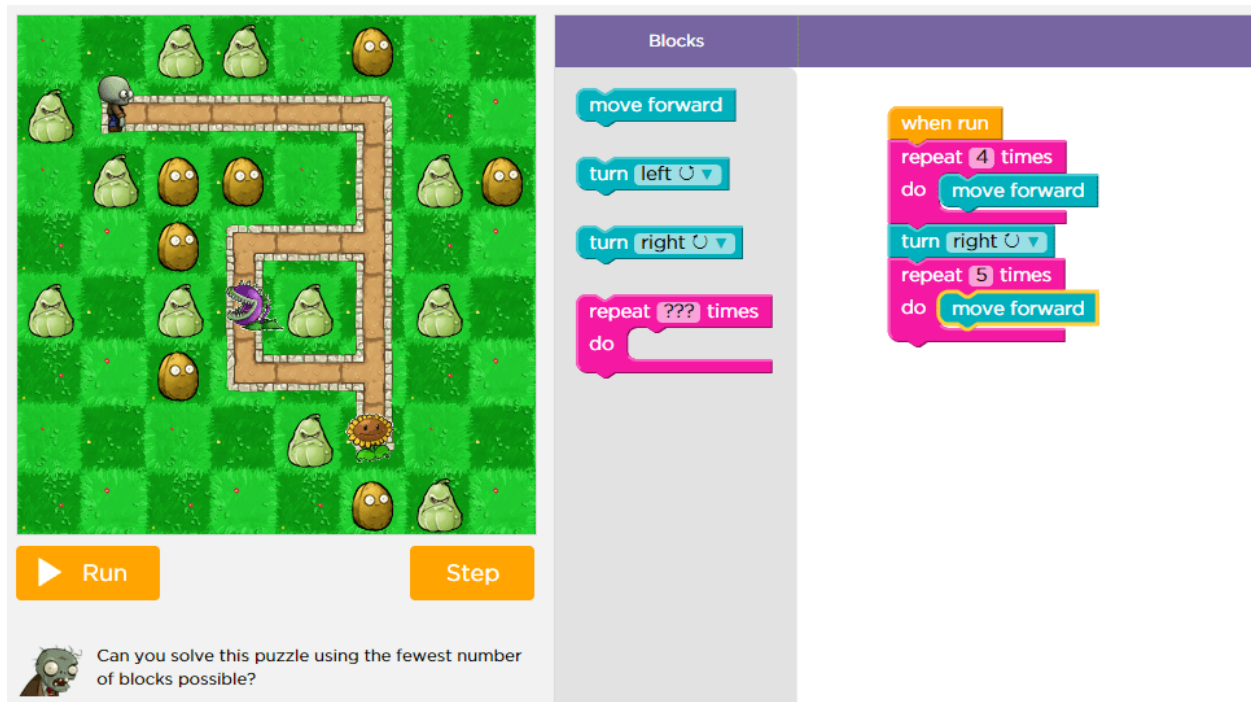 Blocks
move forward
turn left ↺ ▼
turn right ↻ ▼
repeat ??? times
do
when run
repeat 4 times
do move forward
turn right ↻ ▼
repeat 5 times
do move forward
Run
Step
Can you solve this puzzle using the fewest number
of blocks possible?